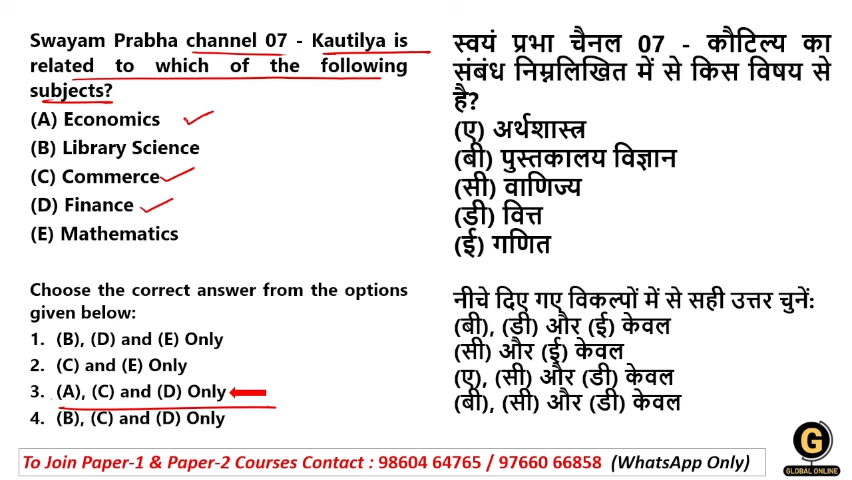 Swayam Prabha channel 07 - Kautilya is
related to which of the following
subjects?
(A) Economics
(B) Library Science
(C) Commerce
(D) Finance
(E) Mathematics
Choose the correct answer from the options
given below:
1. (B), (D) and (E) Only
2. (C) and (E) Only
3. (A), (C) and (D) Only
4. (B), (C) and (D) Only
स्वयं प्रभा चैनल 07 - कौटिल्य का
संबंध निम्नलिखित में से किस विषय से
है?
(ए) अर्थशास्त्र
(बी) पुस्तकालय विज्ञान
(सी) वाणिज्य
(डी) वित्त
(ई) गणित
नीचे दिए गए विकल्पों में से सही उत्तर चुनें:
(बी), (डी) और (ई) केवल
(सी) और (ई) केवल
(ए), (सी) और (डी) केवल
(बी), (सी) और (डी) केवल
To Join Paper-1 & Paper-2 Courses Contact : 98604 64765 / 97660 66858 (WhatsApp Only)
G
GLOBAL ONLINE